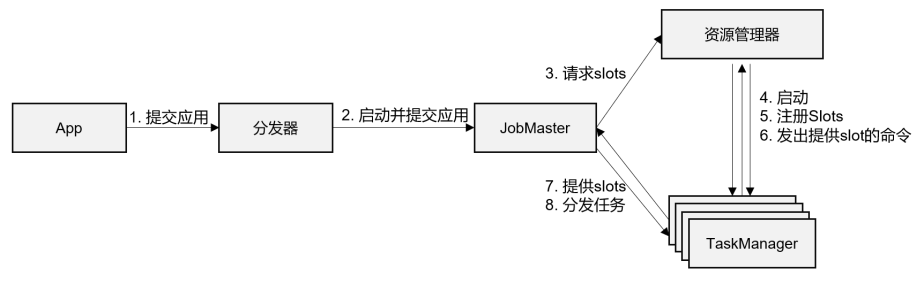 资源管理器
3. 请求slots
App
1. 提交应用
分发器
2. 启动并提交应用
JobMaster
4. 启动
5. 注册Slots
6. 发出提供slot的命令
7. 提供slots
8. 分发任务
TaskManager